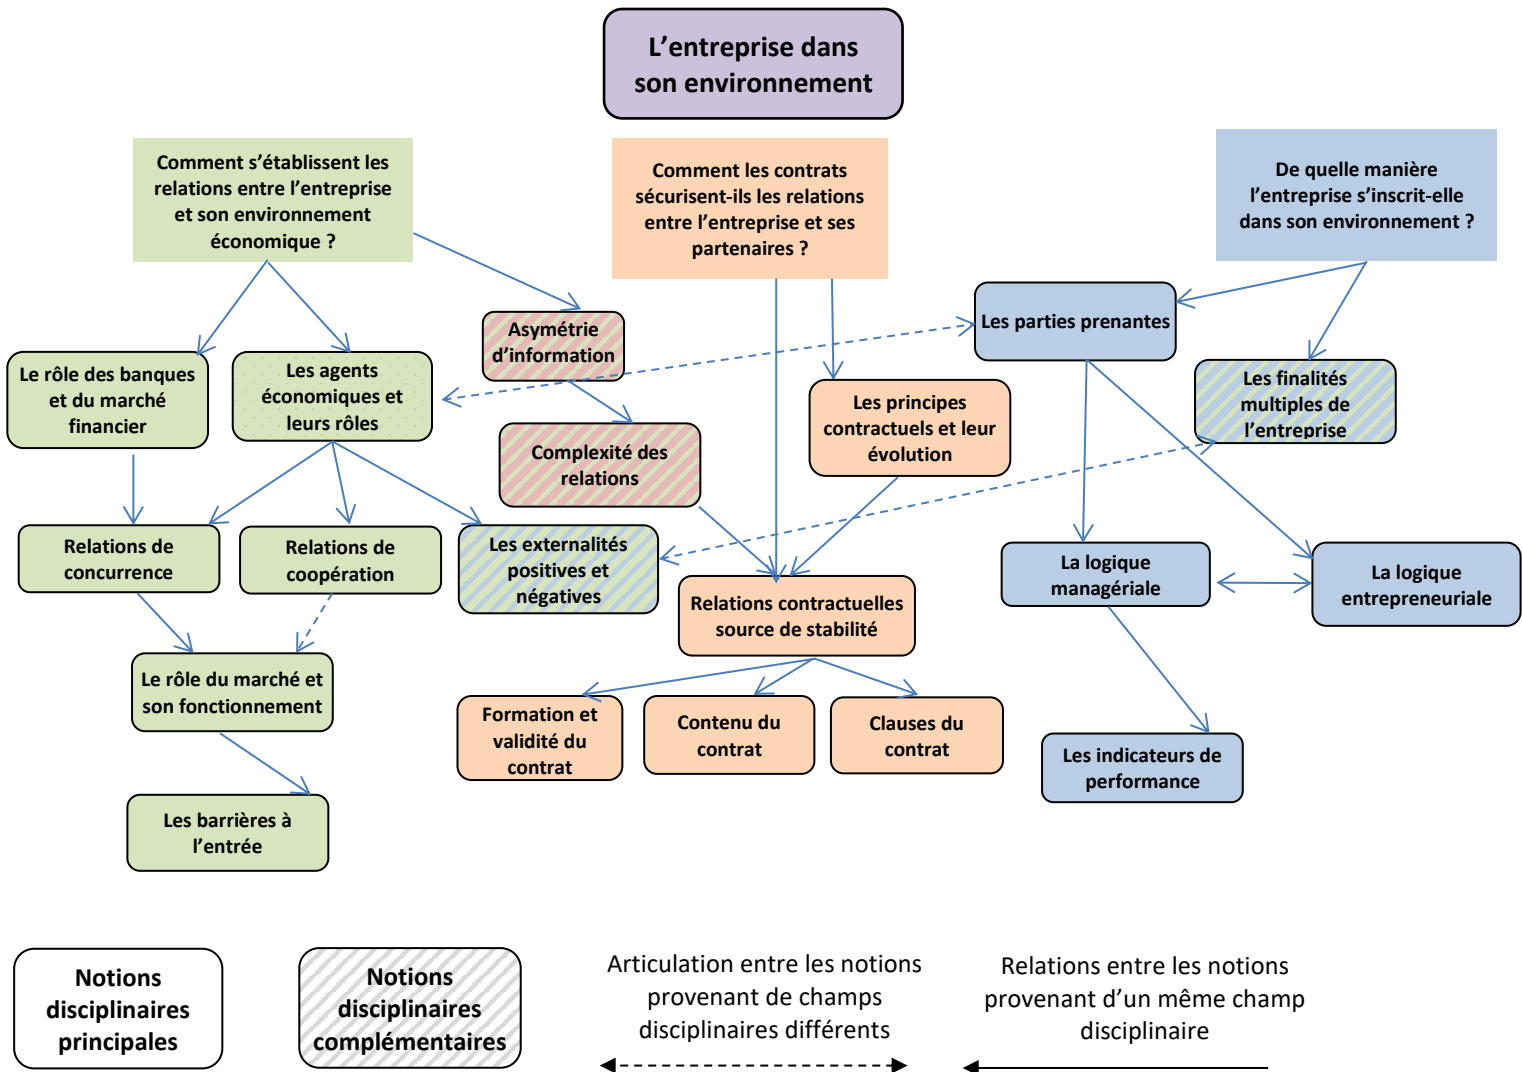 L’entreprise dans
son environnement
Comment s’établissent les
relations entre l’entreprise
et son environnement
économique ?
Comment les contrats
sécurisent-ils les relations
entre l’entreprise et ses
partenaires ?
De quelle manière
l’entreprise s’inscrit-elle
dans son environnement ?
Asymétrie
d’information
Les parties prenantes
Le rôle des banques
et du marché
financier
Les agents
économiques et
leurs rôles
Les principes
contractuels et leur
évolution
Les finalités
multiples de
l’entreprise
Complexité des
relations
Relations de
concurrence
Relations de
coopération
Les externalités
positives et
négatives
La logique
managériale
La logique
entrepreneuriale
Relations contractuelles
source de stabilité
Le rôle du marché et
son fonctionnement
Formation et
validité du
contrat
Contenu du
contrat
Clauses du
contrat
Les indicateurs de
performance
Les barrières à
l’entrée
Notions
disciplinaires
principales
Notions
disciplinaires
complémentaires
Articulation entre les notions
provenant de champs
disciplinaires différents
Relations entre les notions
provenant d’un même champ
disciplinaire